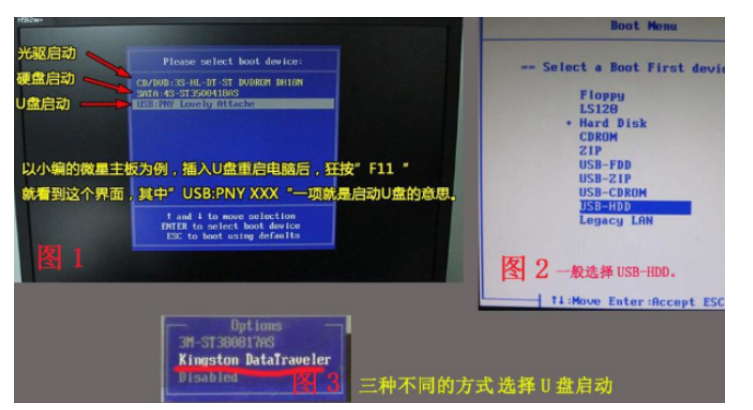 光驱启动
硬盘启动
U盘启动
Please select boot device:
CD/DVD:3S-HL-DT-ST DVDROM DH18N
SATA:4S-ST3500418AS
USB:PNY Lovely Attache
以小编的微星主板为例，插入U盘重启电脑后，狂按”F11 “
就看到这个界面，其中”USB:PNY XXX “一项就是启动U盘的意思。
↑ and ↓ to move selection
ENTER to select boot device
ESC to boot using defaults
图 1
Boot Menu
-- Select a Boot First devi
Floppy
LS120
• Hard Disk
CDROM
ZIP
USB-FDD
USB-ZIP
USB-CDROM
USB-HDD
Legacy LAN
图 2 一般选择 USB-HDD。
↑↓:Move Enter:Accept ESC
Options
3M-ST380817AS
Kingston DataTraveler
Disabled
图 3
三种不同的方式选择 U 盘启动